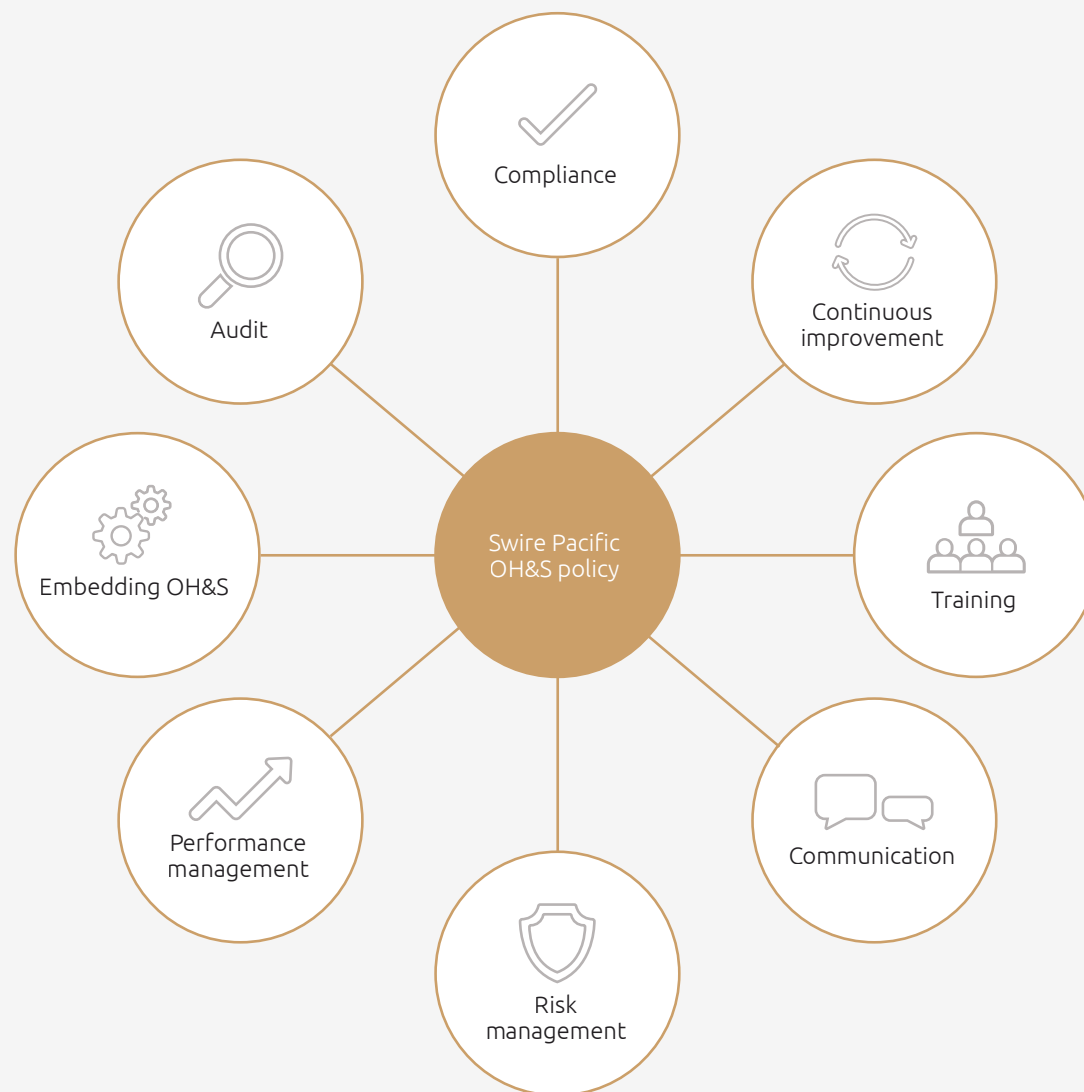 Compliance
Continuous
improvement
Training
Communication
Risk
management
Performance
management
Embedding OH&S
Audit
Swire Pacific
OH&S policy